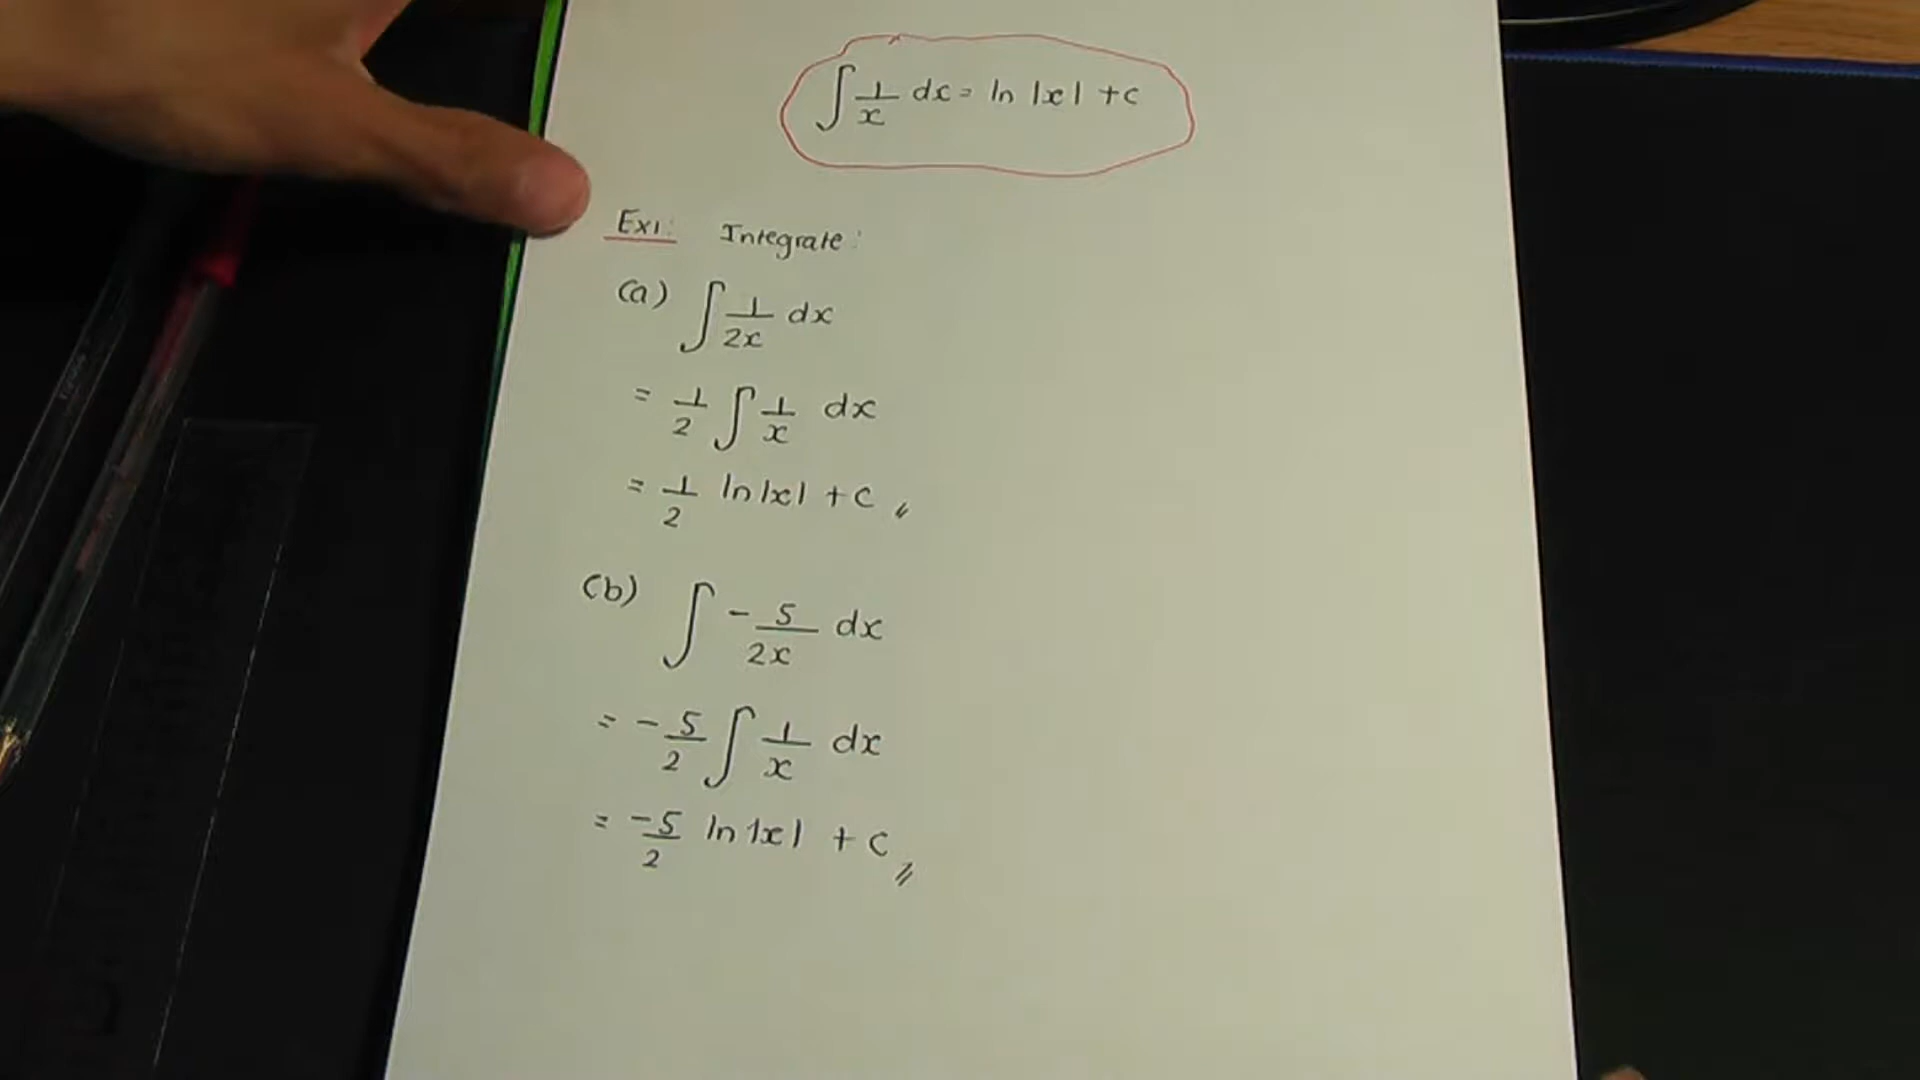 ∫ 1/x dx = ln |x| + c
Ex1: Integrate:
(a) ∫ 1/2x dx
= 1/2 ∫ 1/x dx
= 1/2 ln|x| + c //
(b) ∫ - 5/2x dx
= - 5/2 ∫ 1/x dx
= -5/2 ln|x| + c //